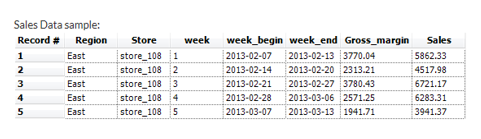 Sales Data sample:
Record # Region Store week week_begin week_end Gross_margin Sales
1 East store_108 1 2013-02-07 2013-02-13 3770.04 5862.33
2 East store_108 2 2013-02-14 2013-02-20 2313.21 4517.98
3 East store_108 3 2013-02-21 2013-02-27 3780.43 6721.17
4 East store_108 4 2013-02-28 2013-03-06 2571.25 6283.31
5 East store_108 5 2013-03-07 2013-03-13 1941.71 3941.37